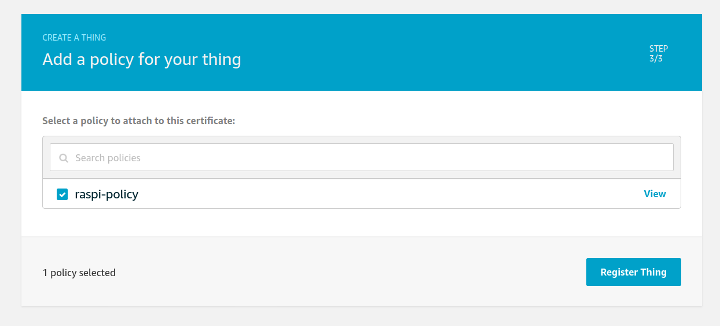 CREATE A THING
Add a policy for your thing
STEP
3/3
Select a policy to attach to this certificate:
Search policies
raspi-policy
View
1 policy selected
Register Thing